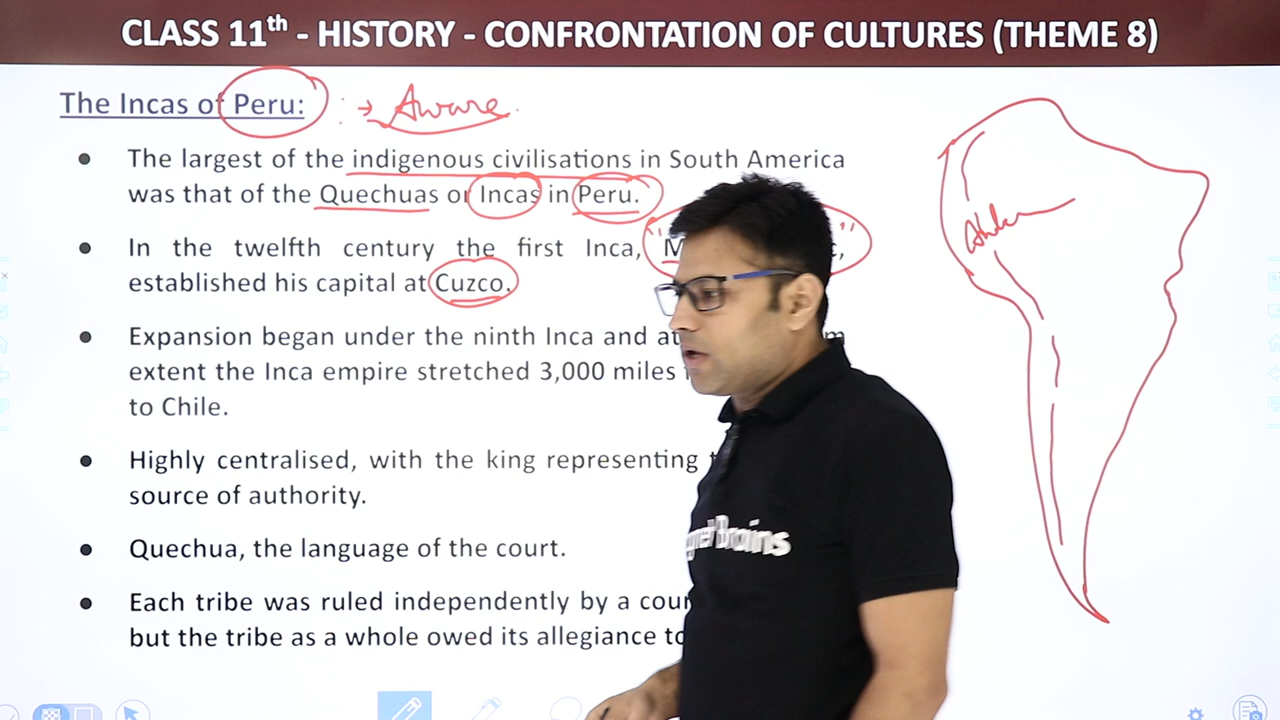 CLASS 11th - HISTORY - CONFRONTATION OF CULTURES (THEME 8)
The Incas of Peru: : → Aware
• The largest of the indigenous civilisations in South America
was that of the Quechuas or Incas in Peru.
• In the twelfth century the first Inca,
established his capital at Cuzco.
• Expansion began under the ninth Inca and
extent the Inca empire stretched 3,000 miles
to Chile.
• Highly centralised, with the king representing
source of authority.
• Quechua, the language of the court.
• Each tribe was ruled independently by a
but the tribe as a whole owed its allegiance to
Brains